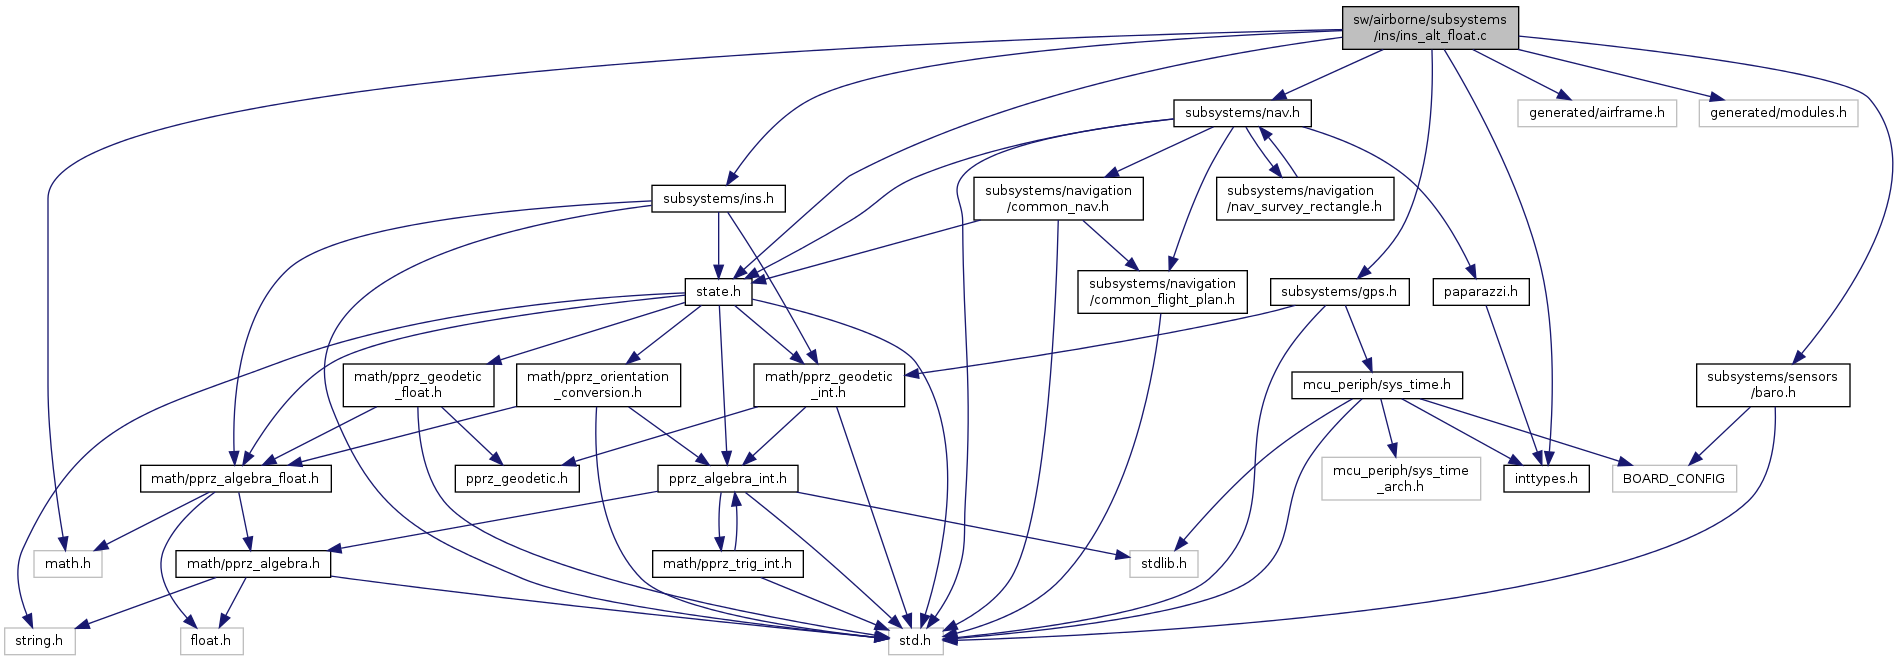 sw/airborne/subsystems
/ins/ins_alt_float.c
subsystems/nav.h
generated/airframe.h
generated/modules.h
subsystems/ins.h
subsystems/navigation
/common_nav.h
subsystems/navigation
/nav_survey_rectangle.h
state.h
subsystems/navigation
/common_flight_plan.h
subsystems/gps.h
paparazzi.h
math/pprz_geodetic
_float.h
math/pprz_orientation
_conversion.h
math/pprz_geodetic
_int.h
mcu_periph/sys_time.h
subsystems/sensors
/baro.h
math/pprz_algebra_float.h
pprz_geodetic.h
pprz_algebra_int.h
mcu_periph/sys_time
_arch.h
inttypes.h
BOARD_CONFIG
math.h
math/pprz_algebra.h
math/pprz_trig_int.h
stdlib.h
string.h
float.h
std.h